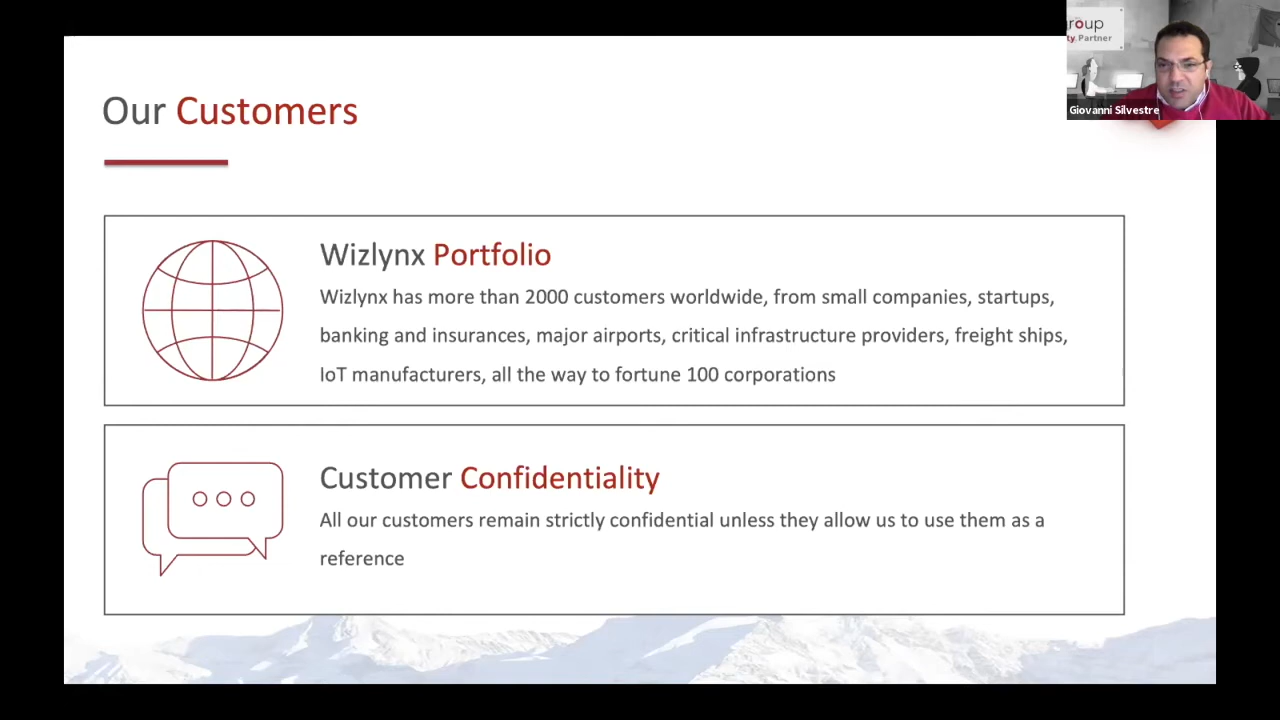 group
ty Partner
Giovanni Silvestre
Our Customers
Wizlynx Portfolio
Wizlynx has more than 2000 customers worldwide, from small companies, startups,
banking and insurances, major airports, critical infrastructure providers, freight ships,
IoT manufacturers, all the way to fortune 100 corporations
Customer Confidentiality
All our customers remain strictly confidential unless they allow us to use them as a
reference